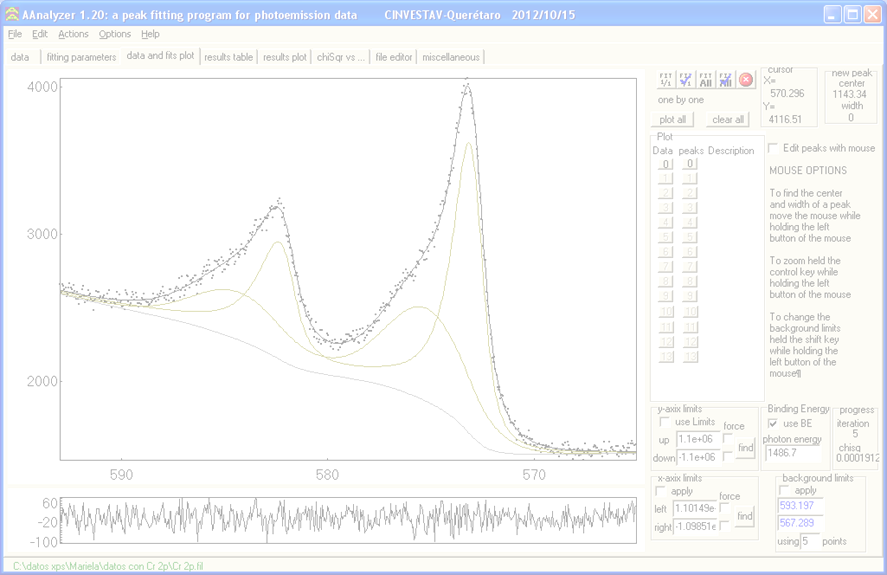 AAnalyzer 1.20: a peak fitting program for photoemission data CINVESTAV-Querétaro 2012/10/15
File Edit Actions Options Help
data fitting parameters data and fits plot results table results plot chiSqr vs ... file editor miscellaneous
4000
3000
2000
590 580 570
60
-20
-100
FIT 1/1 FIT 1/1 FIT All FIT All
one by one
plot all clear all
cursor
X=
570.296
Y=
4116.51
new peak
center
1143.34
width
0
Plot
Data peaks Description
0 0
1 1
2 2
3 3
4 4
5 5
6 6
7 7
8 8
9 9
10 10
11 11
12 12
13 13
Edit peaks with mouse
MOUSE OPTIONS
To find the center
and width of a peak
move the mouse while
holding the left
button of the mouse
To zoom held the
control key while
holding the left
button of the mouse
To change the
background limits
held the shift key
while holding the
left button of the
mouse¶
y-axix limits
use Limits force
up 1.1e+06
down -1.1e+06
find
Binding Energy
use BE
photon energy
1486.7
progress
iteration
5
chisq
0.0001912
x-axix limits
apply force
left 1.10149e
right -1.09851e
find
background limits
apply
593.197
567.289
using 5 points
C:\datos xps\Mariela\datos con Cr 2p\Cr 2p.fil